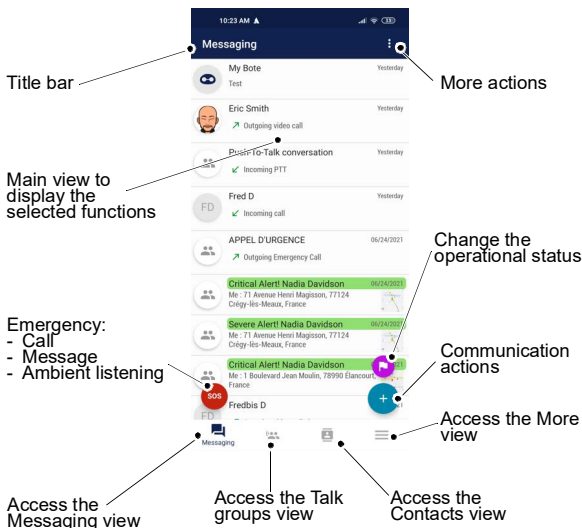 10:23 AM
Messaging
Title bar
More actions
My Bote
Yesterday
Test
Eric Smith
Yesterday
Outgoing video call
Push-To-Talk conversation
Yesterday
Incoming PTT
Main view to
display the
selected functions
FD
Fred D
Yesterday
Incoming call
APPEL D'URGENCE
06/24/2021
Outgoing Emergency Call
Change the
operational status
Critical Alert! Nadia Davidson
06/24/2021
Me : 71 Avenue Henri Magisson, 77124
Crégy-lès-Meaux, France
Severe Alert! Nadia Davidson
06/24/2021
Me : 71 Avenue Henri Magisson, 77124
Crégy-lès-Meaux, France
Emergency:
- Call
- Message
- Ambient listening
Critical Alert! Nadia Davidson
Me : 1 Boulevard Jean Moulin, 78990 Élancourt,
France
Communication
actions
SOS
FD
Fredbis D
Messaging
Access the More
view
Access the
Messaging view
Access the Talk
groups view
Access the
Contacts view